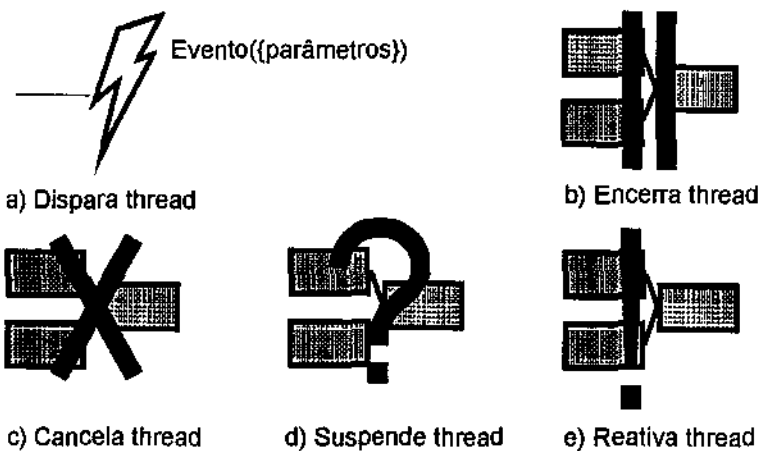 Evento({parâmetros})
a) Dispara thread
b) Encerra thread
c) Cancela thread
d) Suspende thread
e) Reativa thread